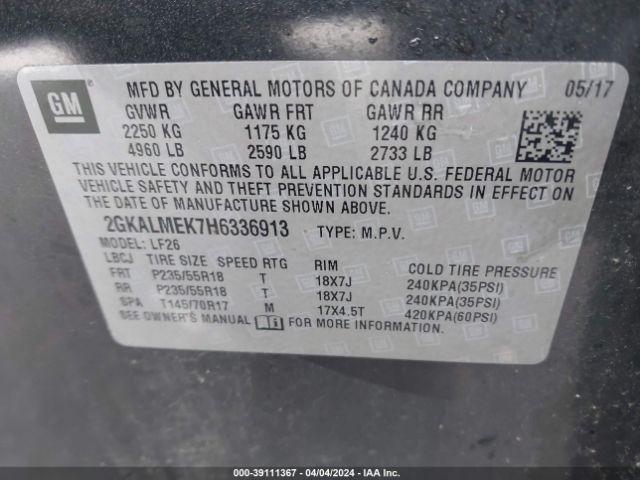 GM
MFD BY GENERAL MOTORS OF CANADA COMPANY 05/17
GVWR GAWR FRT GAWR RR
2250 KG 1175 KG 1240 KG
4960 LB 2590 LB 2733 LB
THIS VEHICLE CONFORMS TO ALL APPLICABLE U.S. FEDERAL MOTOR
VEHICLE SAFETY AND THEFT PREVENTION STANDARDS IN EFFECT ON
THE DATE OF MANUFACTURE SHOWN ABOVE.
2GKALMEK7H6336913 TYPE: M.P.V.
MODEL: LF26
LBCJ TIRE SIZE SPEED RTG RIM COLD TIRE PRESSURE
FRT P235/55R18 T 18X7J 240KPA(35PSI)
RR P235/55R18 T 18X7J 240KPA(35PSI)
SPA T145/70R17 M 17X4.5T 420KPA(60PSI)
SEE OWNER'S MANUAL FOR MORE INFORMATION.
000-39111367 - 04/04/2024 - IAA Inc.